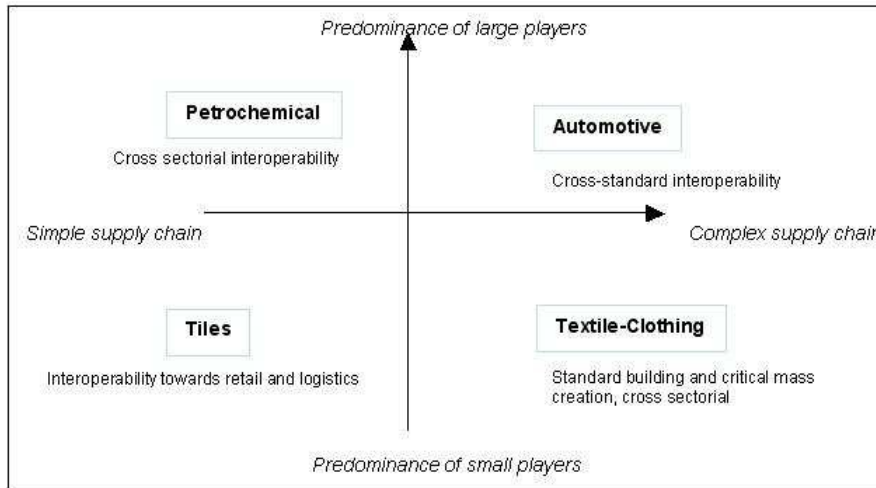 Predominance of large players
Petrochemical
Cross sectorial interoperability
Automotive
Cross-standard interoperability
Simple supply chain
Complex supply chain
Tiles
Interoperability towards retail and logistics
Textile-Clothing
Standard building and critical mass
creation, cross sectorial
Predominance of small players